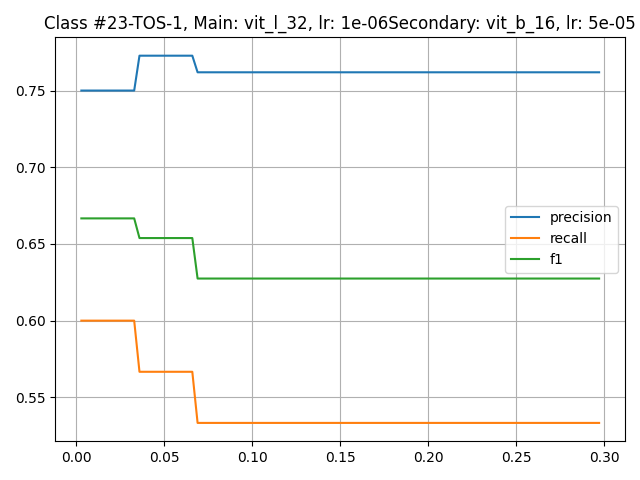 Class #23-TOS-1, Main: vit_l_32, lr: 1e-06Secondary: vit_b_16, lr: 5e-05
0.75
0.70
0.65
0.60
0.55
precision
recall
f1
0.00 0.05 0.10 0.15 0.20 0.25 0.30